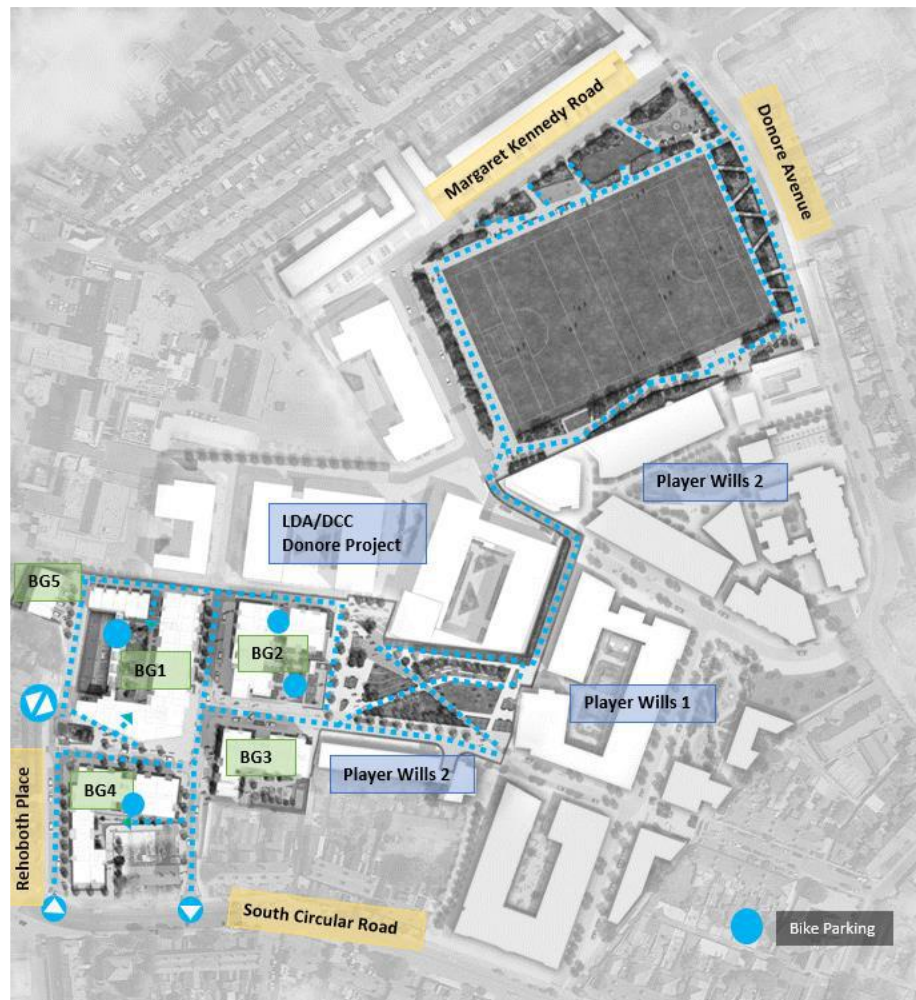 Margaret Kennedy Road
Donore Avenue
Player Wills 2
LDA/DCC
Donore Project
BG5
BG2
BG1
Player Wills 1
BG3
Player Wills 2
BG4
Rehoboth Place
South Circular Road
Bike Parking